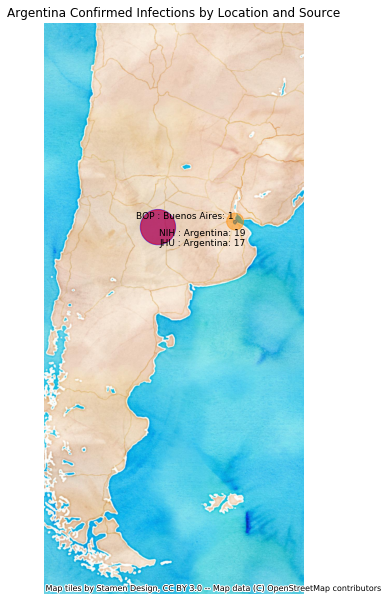 Argentina Confirmed Infections by Location and Source
BOP : Buenos Aires: 1
NIH : Argentina: 19
JHU : Argentina: 17
Map tiles by Stamen Design, CC BY 3.0 -- Map data (C) OpenStreetMap contributors